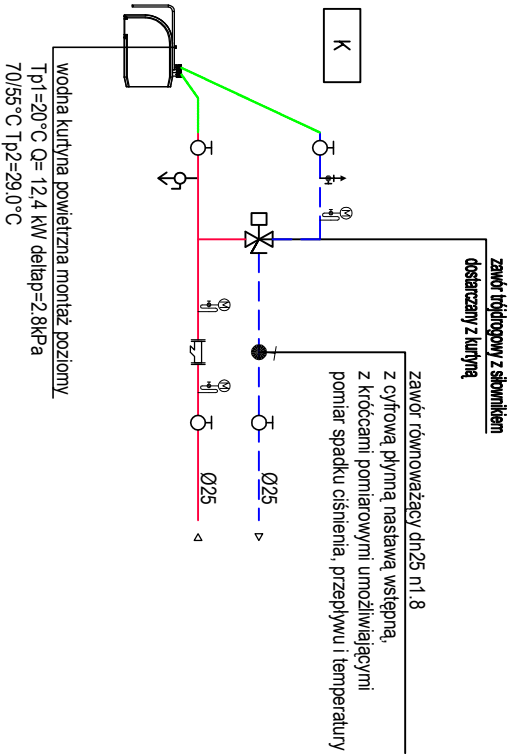 K
zawór trójdrogowy z siłownikiem
dostarczany z kurtyną
zawór równoważący dn25 n1.8
z cyfrową płynną nastawą wstępną,
z króćcami pomiarowymi umożliwiającymi
pomiar spadku ciśnienia, przepływu i temperatury
M
M
M
Ø25
Ø25
wodna kurtyna powietrzna montaż poziomy
Tp1=20°C Q= 12,4 kW deltap=2.8kPa
70/55°C Tp2=29.0°C